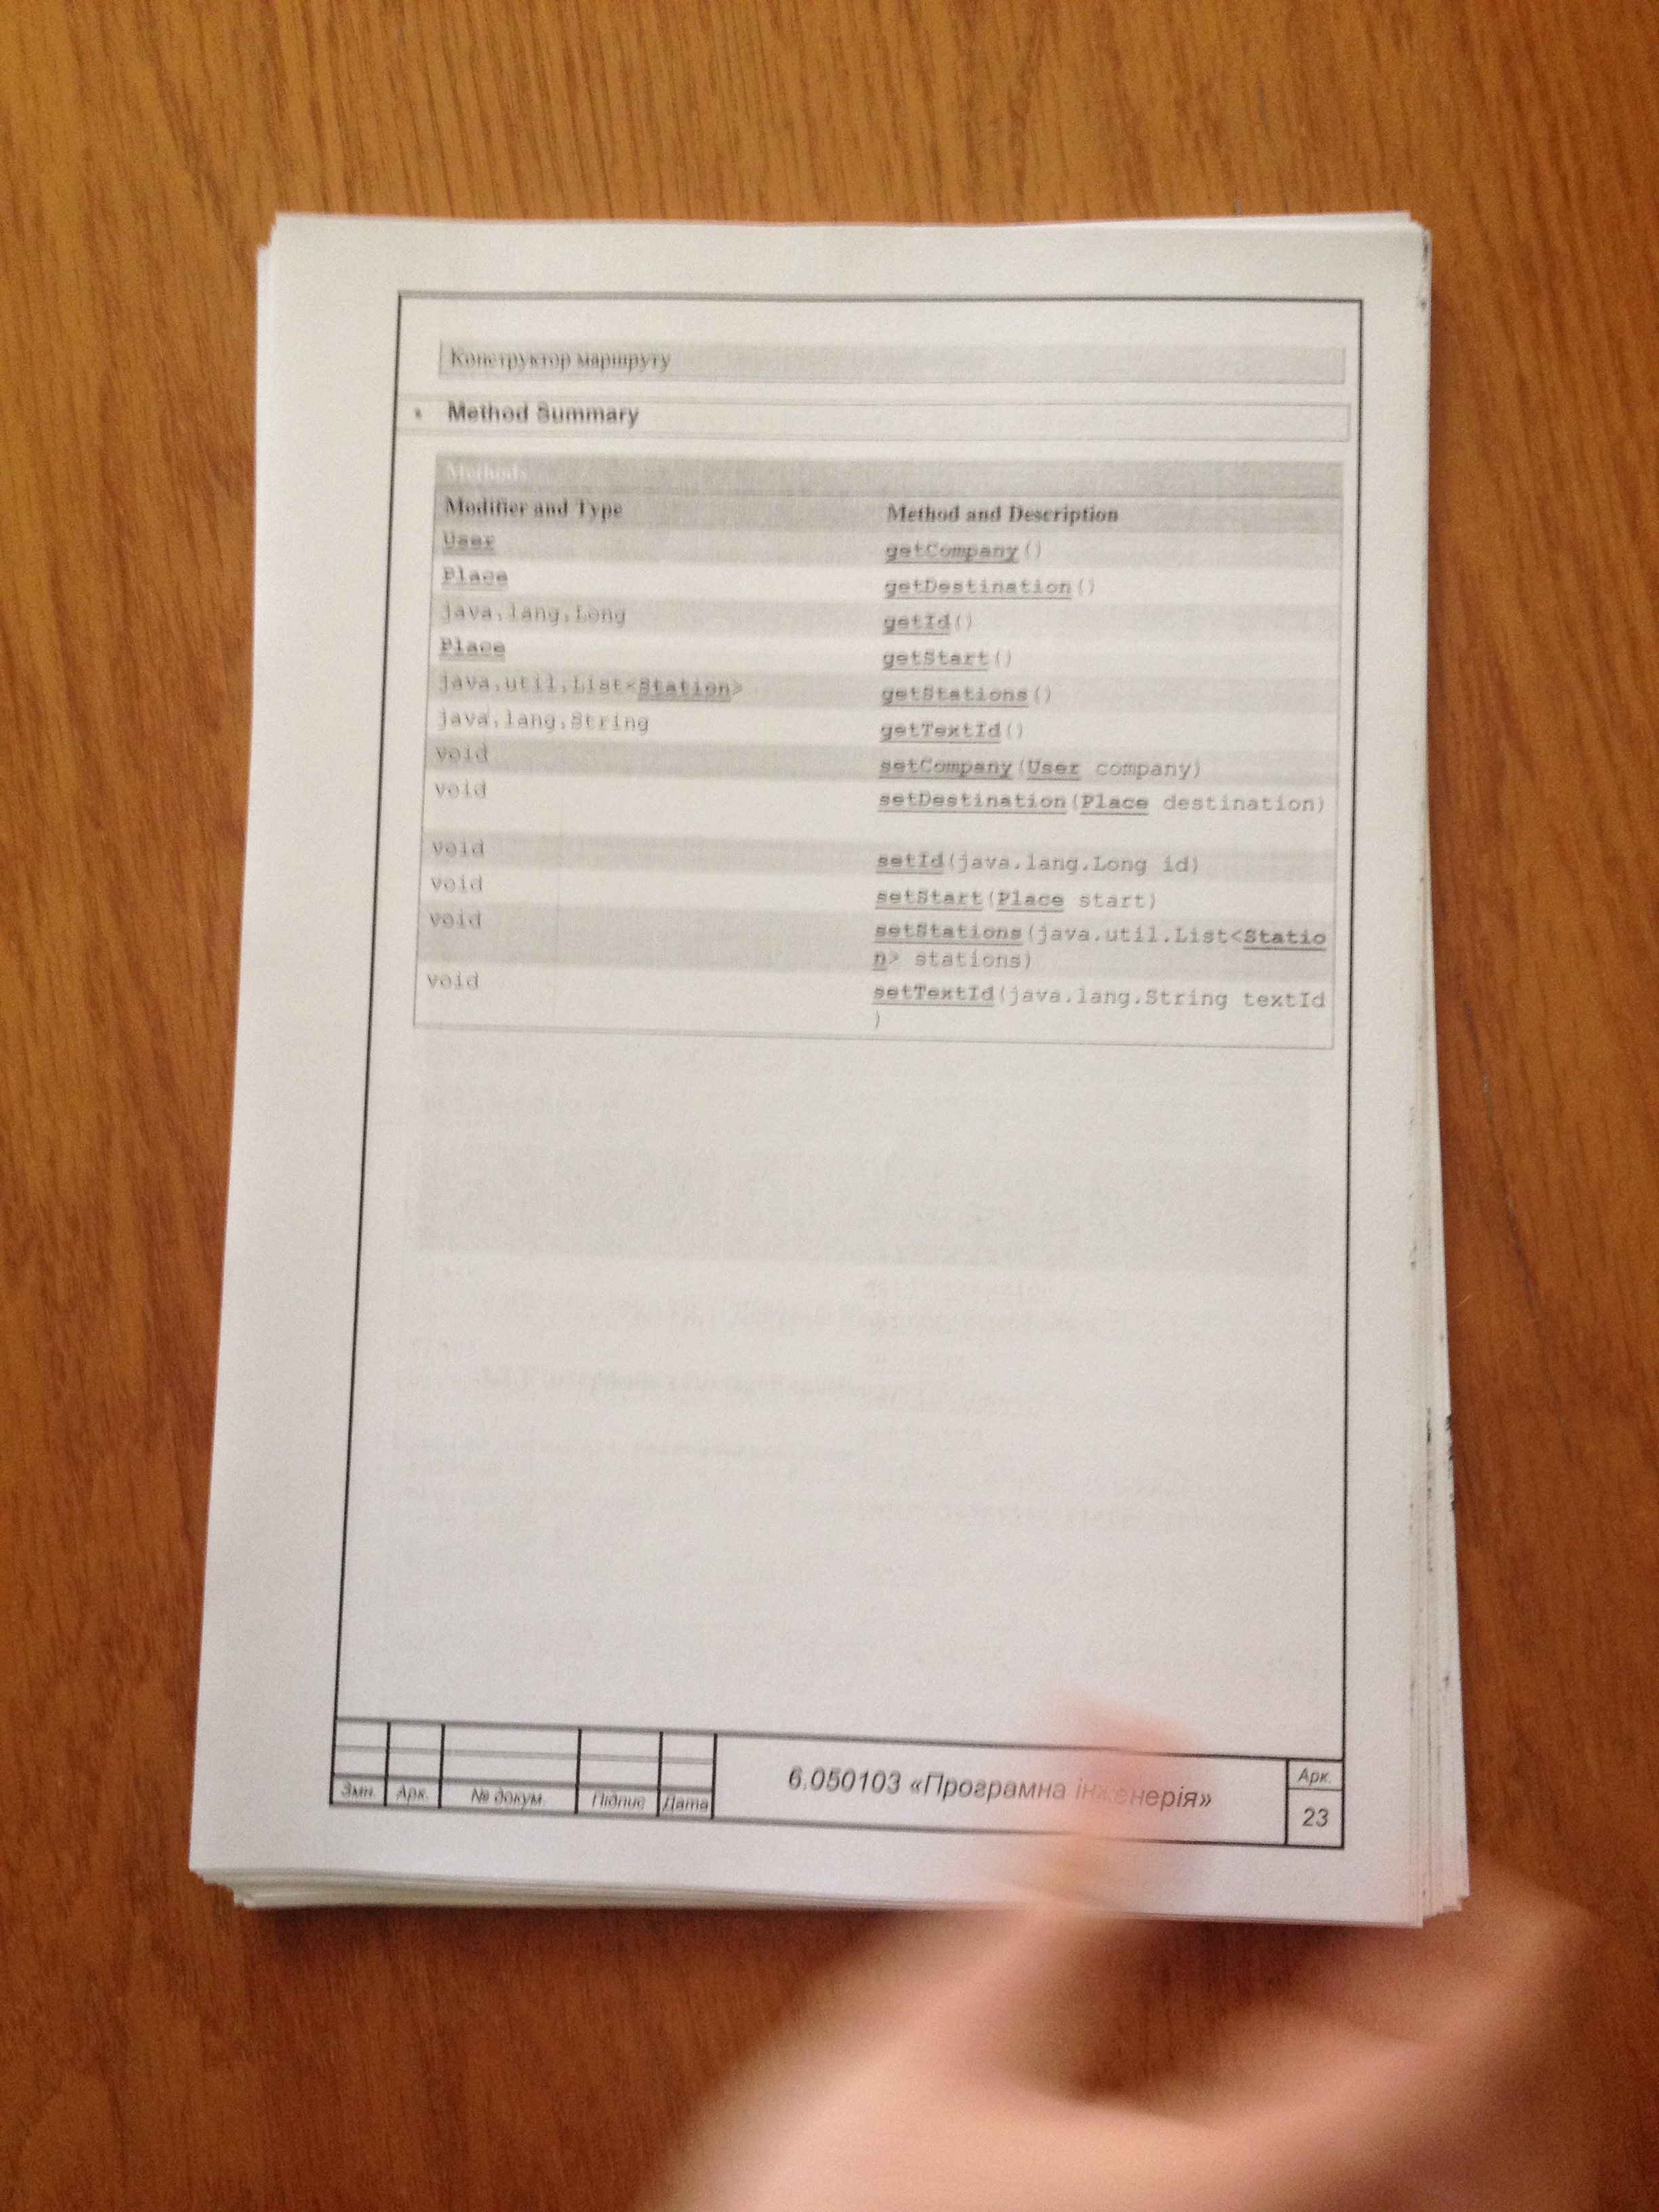 Конструктор маршруту
Method Summary
Methods
Modifier and Type Method and Description
User getCompany()
Place getDestination()
java.lang.Long getId()
Place getStart()
java.util.List<Station> getStations()
java.lang.String getTextId()
void setCompany(User company)
void setDestination(Place destination)
void setId(java.lang.Long id)
void setStart(Place start)
void setStations(java.util.List<Statio
n> stations)
void setTextId(java.lang.String textId
)
Змн. Арк. № докум. Підпис Дата
6.050103 «Програмна інженерія»
Арк.
23